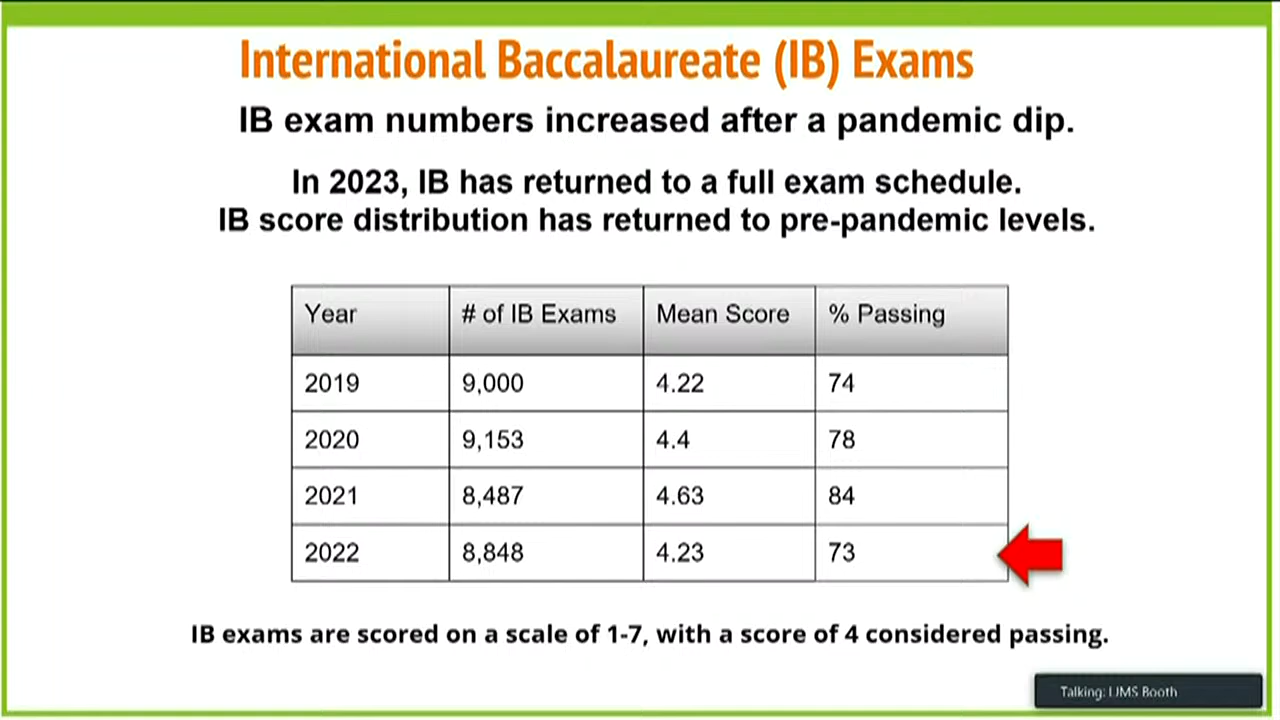 International Baccalaureate (IB) Exams
IB exam numbers increased after a pandemic dip.
In 2023, IB has returned to a full exam schedule.
IB score distribution has returned to pre-pandemic levels.
Year # of IB Exams Mean Score % Passing
2019 9,000 4.22 74
2020 9,153 4.4 78
2021 8,487 4.63 84
2022 8,848 4.23 73
IB exams are scored on a scale of 1-7, with a score of 4 considered passing.
Talking: Booth